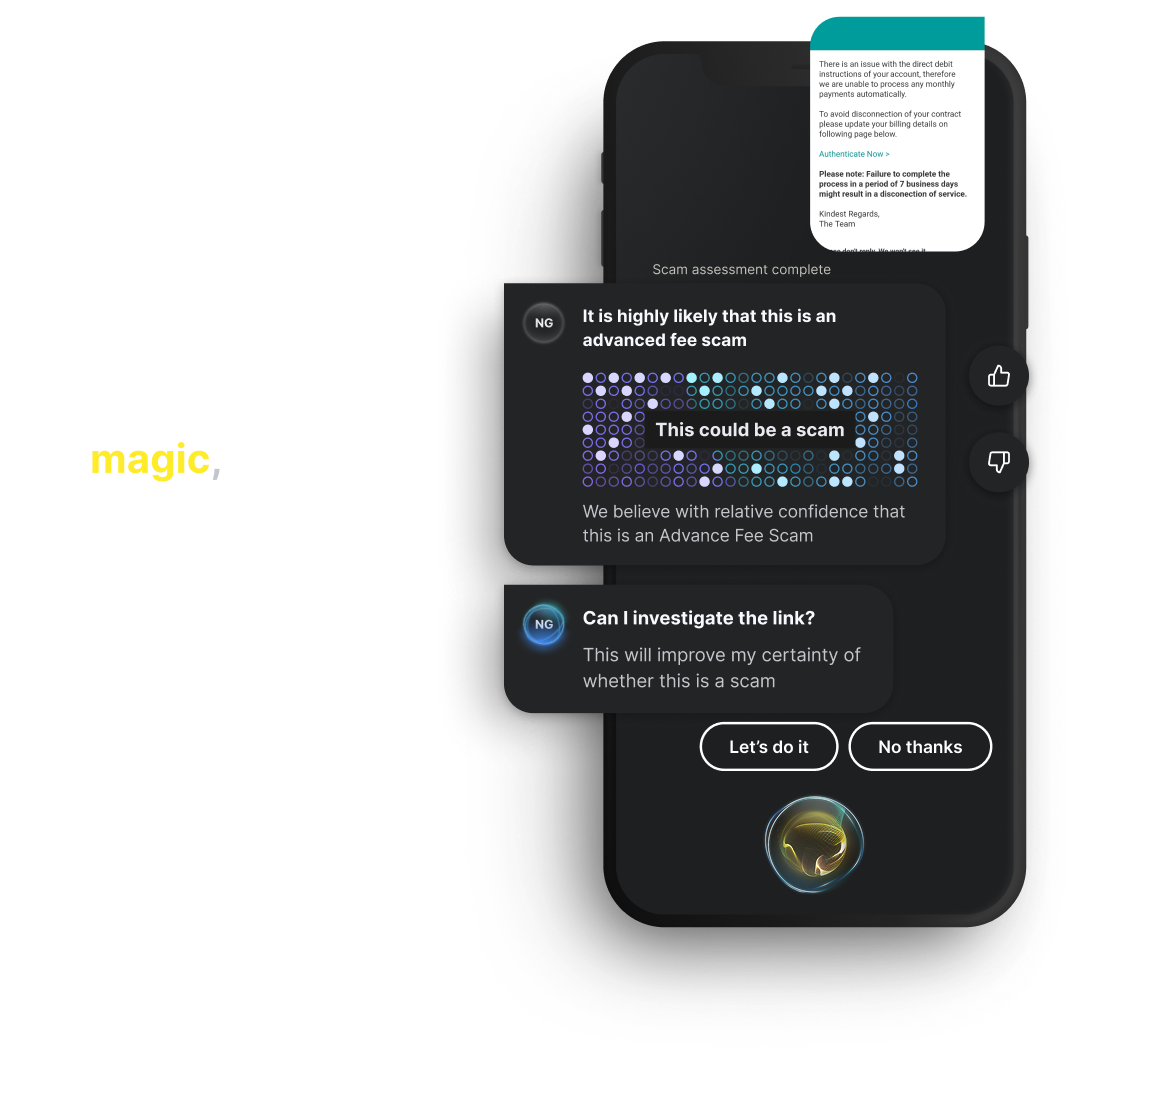 There is an issue with the direct debit
instructions of your account, therefore
we are unable to process any monthly
payments automatically.
To avoid disconnection of your contract
please update your billing details on
following page below.
Authenticate Now >
Please note: Failure to complete the
process in a period of 7 business days
might result in a disconection of service.
Kindest Regards,
The Team
don't reply. We won't see it
Scam assessment complete
NG
It is highly likely that this is an
advanced fee scam
This could be a scam
We believe with relative confidence that
this is an Advance Fee Scam
magic,
NG
Can I investigate the link?
This will improve my certainty of
whether this is a scam
Let's do it
No thanks